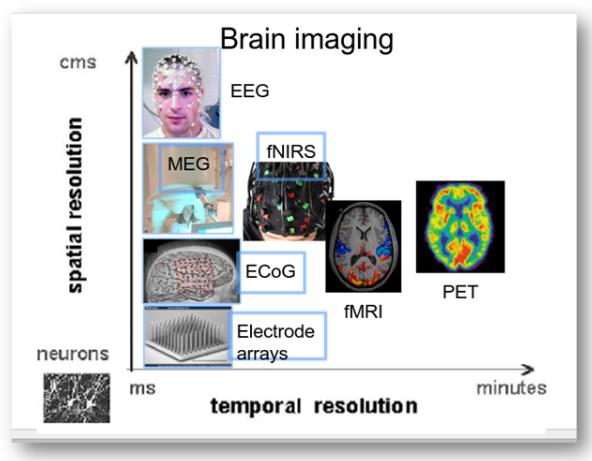 Brain imaging
cms
EEG
MEG
fNIRS
spatial resolution
ECoG
PET
fMRI
Electrode
arrays
neurons
ms
minutes
temporal resolution